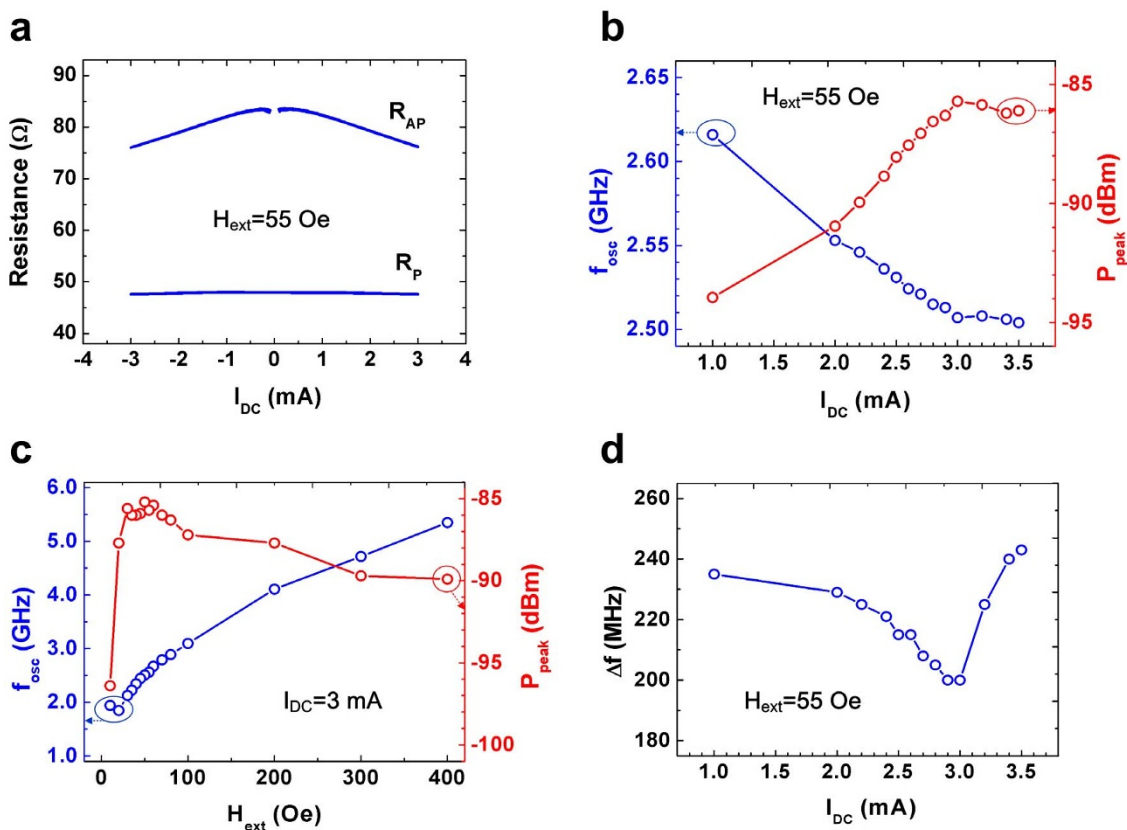 a
90
80
70
60
50
40
Resistance (Ω)
R_AP
H_ext=55 Oe
R_P
-4 -3 -2 -1 0 1 2 3 4
I_DC (mA)
b
2.65
2.60
2.55
2.50
f_osc (GHz)
H_ext=55 Oe
-85
-90
-95
P_peak (dBm)
1.0 1.5 2.0 2.5 3.0 3.5
I_DC (mA)
c
6.0
5.0
4.0
3.0
2.0
1.0
f_osc (GHz)
I_DC=3 mA
-85
-90
-95
-100
P_peak (dBm)
0 100 200 300 400
H_ext (Oe)
d
260
240
220
200
180
Δf (MHz)
H_ext=55 Oe
1.0 1.5 2.0 2.5 3.0 3.5
I_DC (mA)